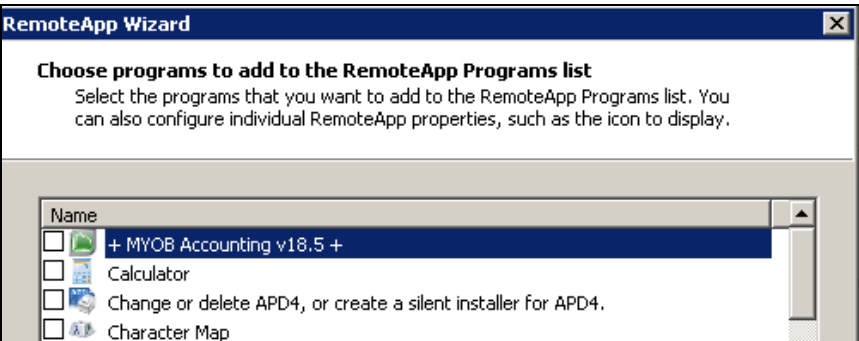 RemoteApp Wizard
Choose programs to add to the RemoteApp Programs list
Select the programs that you want to add to the RemoteApp Programs list. You
can also configure individual RemoteApp properties, such as the icon to display.
Name
+ MYOB Accounting v18.5 +
Calculator
Change or delete APD4, or create a silent installer for APD4.
Character Map